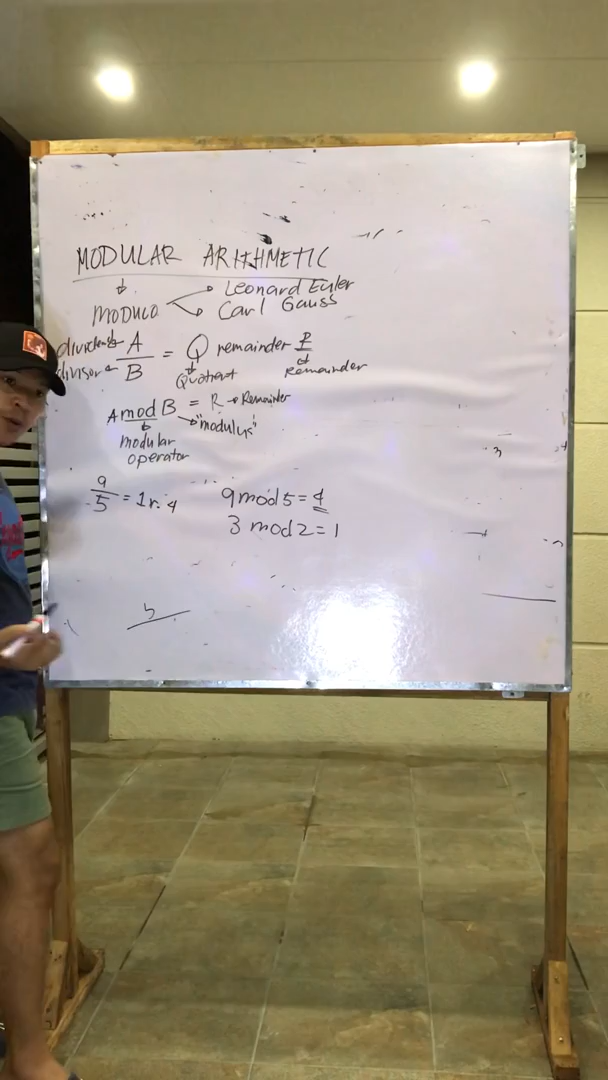 MODULAR ARITHMETIC
MODULO
Leonard Euler
Carl Gauss
dividend A
divisor B
= Q remainder R
Quotient
Remainder
A mod B = R → Remainder
"modulus"
modular
operator
9
5 = 1 r. 4
9 mod 5 = 4
3 mod 2 = 1